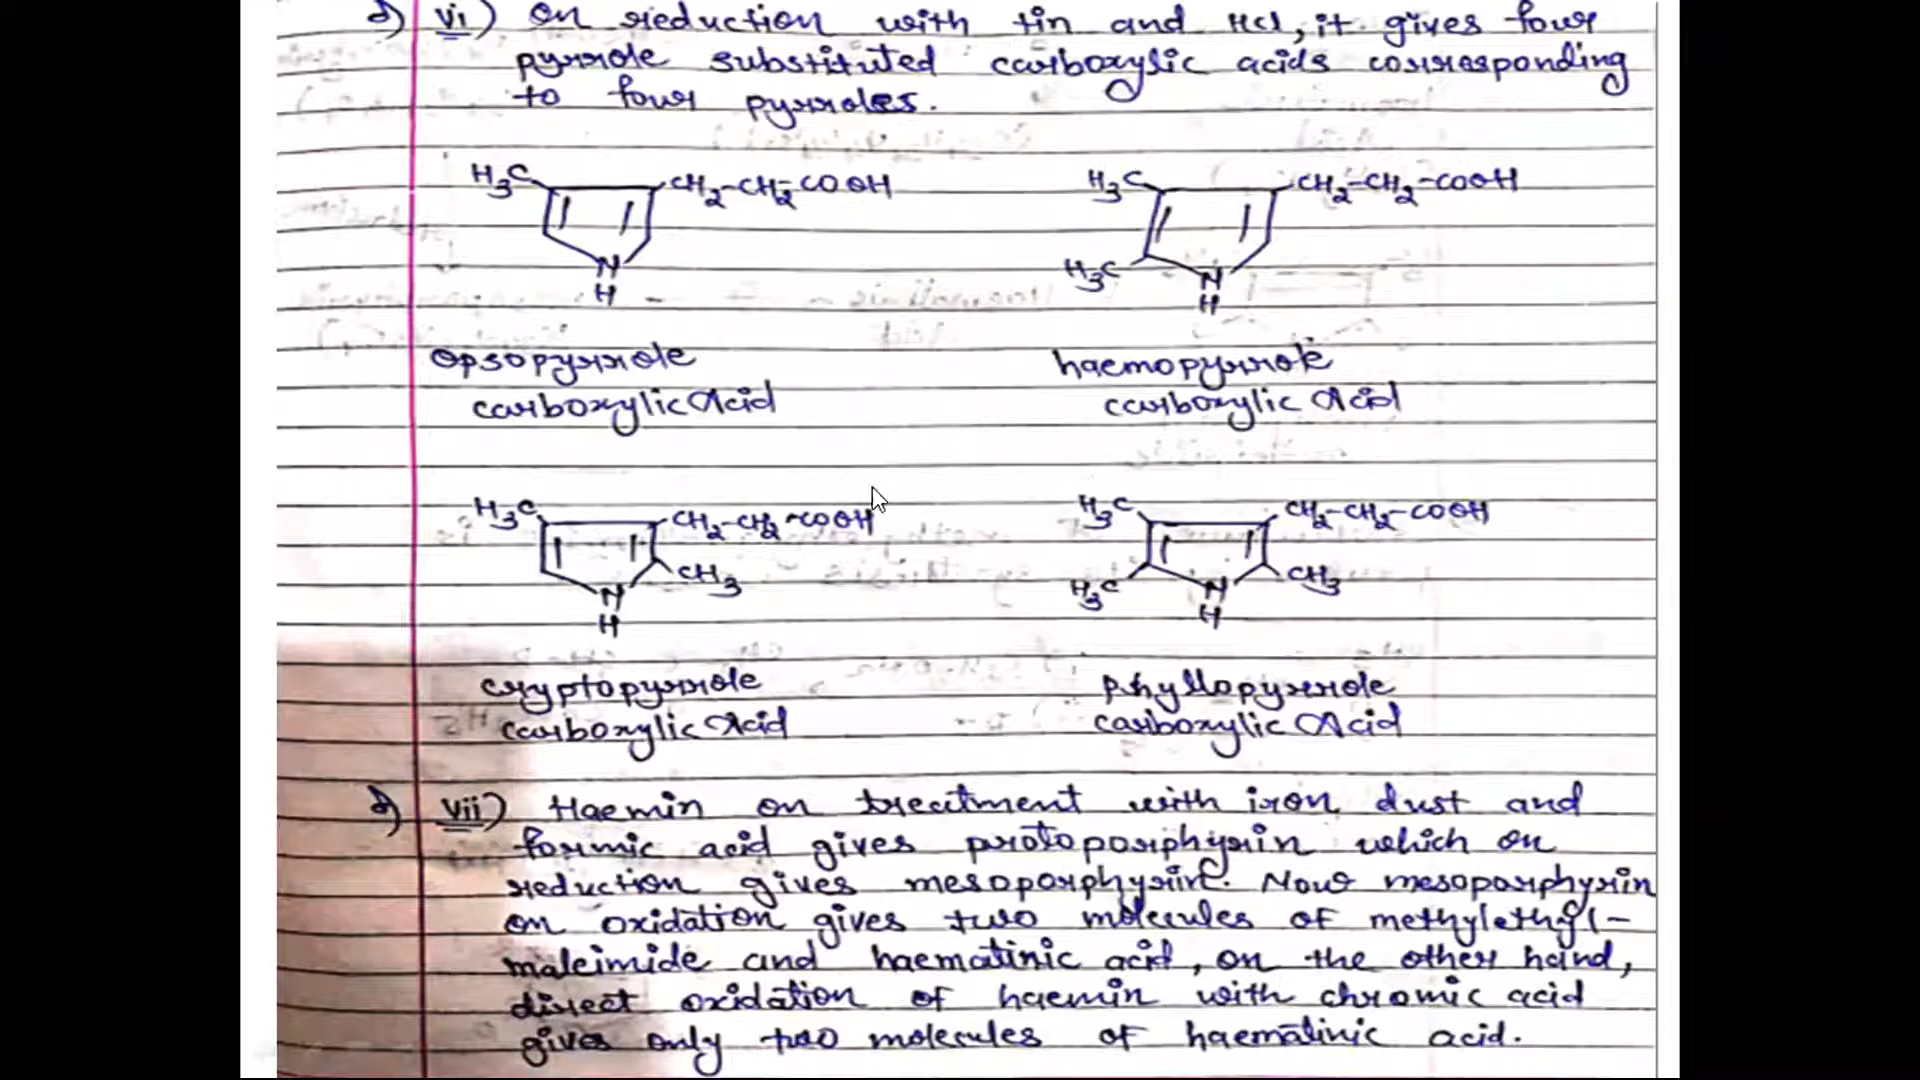 vi) On reduction with tin and HCl, it gives four
pyrrole substituted carboxylic acids corresponding
to four pyrroles.
H3C CH2-CH2-COOH
N
H
H3C CH2-CH2-COOH
H3C N
H
opsopyrrole
carboxylic Acid
haemopyrrole
carboxylic Acid
H3C CH2-CH2-COOH
CH3
N
H
H3C CH2-CH2-COOH
H3C CH3
N
H
cryptopyrrole
carboxylic Acid
phyllopyrrole
carboxylic Acid
vii) Haemin on treatment with iron dust and
formic acid gives protoporphyrin which on
reduction gives mesoporphyrin. Now mesoporphyrin
on oxidation gives two molecules of methylethyl-
maleimide and haematinic acid, on the other hand,
direct oxidation of haemin with chromic acid
gives only two molecules of haematinic acid.